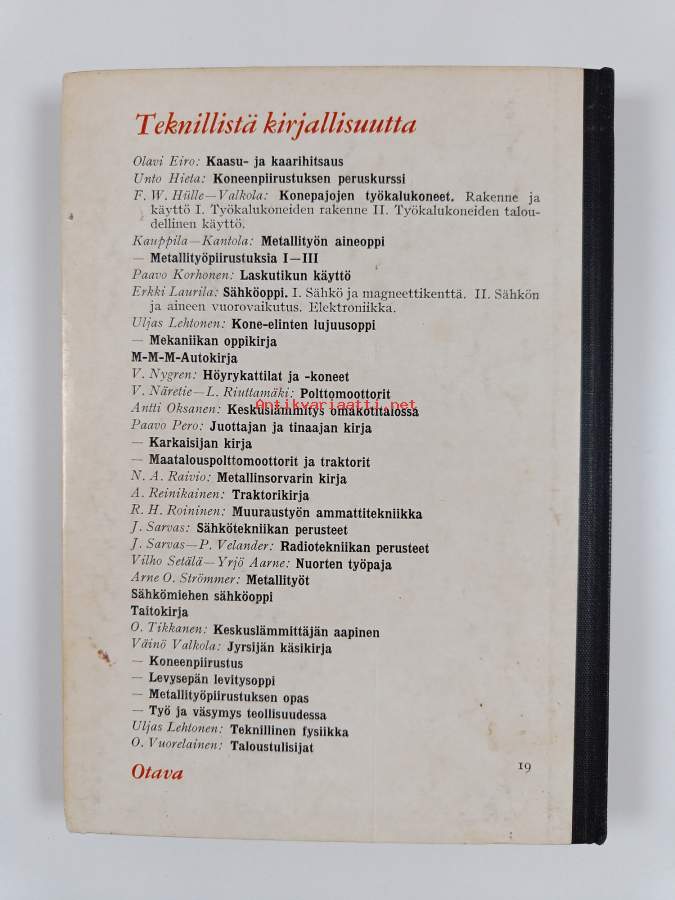 Teknillistä kirjallisuutta
Olavi Eiro: Kaasu- ja kaarihitsaus
Unto Hieta: Koneenpiirustuksen peruskurssi
F. W. Hülle—Valkola: Konepajojen työkalukoneet. Rakenne ja
käyttö I. Työkalukoneiden rakenne II. Työkalukoneiden talou-
dellinen käyttö.
Kauppila—Kantola: Metallityön aineoppi
— Metallityöpiirustuksia I—III
Paavo Korhonen: Laskutikun käyttö
Erkki Laurila: Sähköoppi. I. Sähkö ja magneettikenttä. II. Sähkön
ja aineen vuorovaikutus. Elektroniikka.
Uljas Lehtonen: Kone-elinten lujuusoppi
— Mekaniikan oppikirja
M-M-M-Autokirja
V. Nygren: Höyrykattilat ja -koneet
V. Näretie—L. Riuttamäki: Polttomoottorit
Antikvariaatti.net
Antti Oksanen: Keskuslämmitys omakotitalossa
Paavo Pero: Juottajan ja tinaajan kirja
— Karkaisijan kirja
— Maatalouspolttomoottorit ja traktorit
N. A. Raivio: Metallinsorvarin kirja
A. Reinikainen: Traktorikirja
R. H. Roininen: Muuraustyön ammattitekniikka
J. Sarvas: Sähkötekniikan perusteet
J. Sarvas—P. Velander: Radiotekniikan perusteet
Vilho Setälä—Yrjö Aarne: Nuorten työpaja
Arne O. Strömmer: Metallityöt
Sähkömiehen sähköoppi
Taitokirja
O. Tikkanen: Keskuslämmittäjän aapinen
Väinö Valkola: Jyrsijän käsikirja
— Koneenpiirustus
— Levysepän levitysoppi
— Metallityöpiirustuksen opas
— Työ ja väsymys teollisuudessa
Uljas Lehtonen: Teknillinen fysiikka
O. Vuorelainen: Taloustulisijat
Otava
19